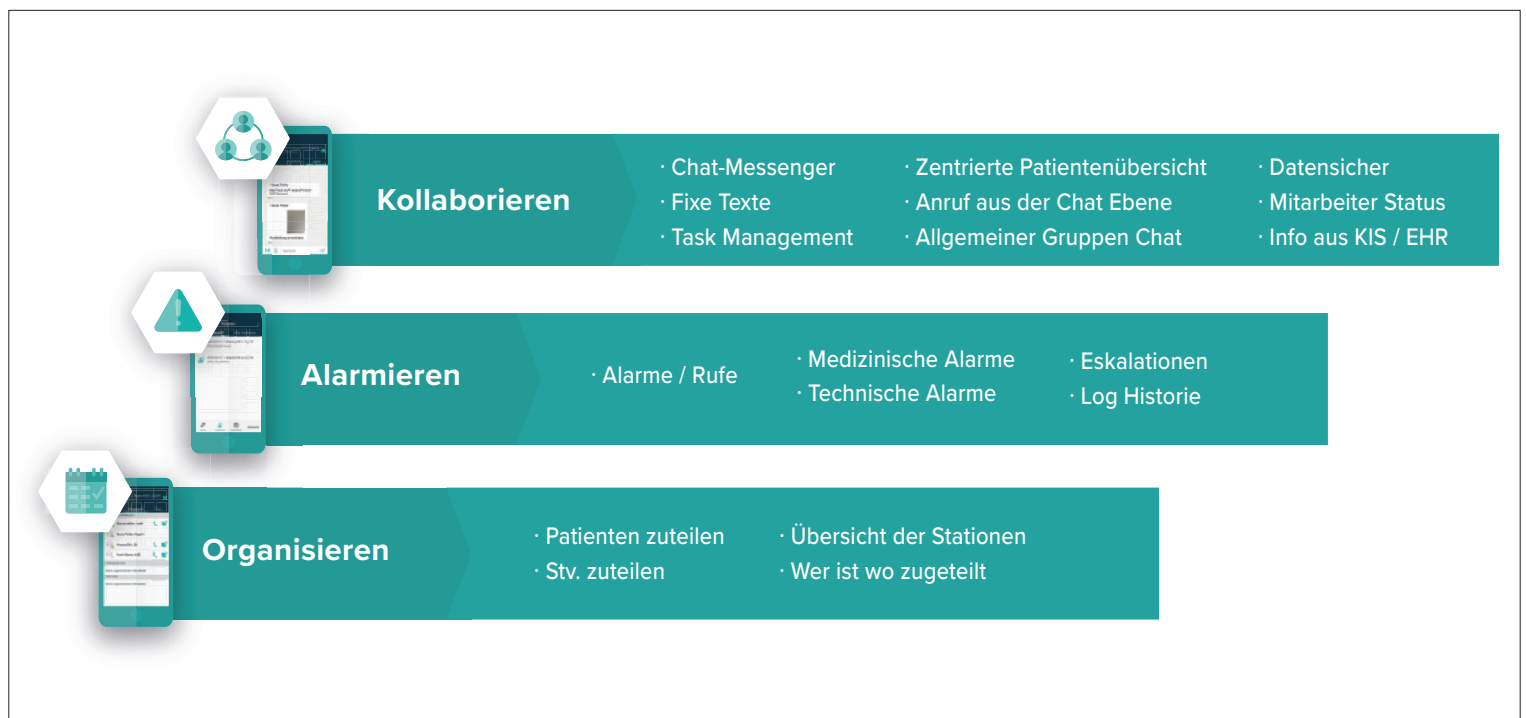 Kollaborieren
· Chat-Messenger
· Fixe Texte
· Task Management
· Zentrierte Patientenübersicht
· Anruf aus der Chat Ebene
· Allgemeiner Gruppen Chat
· Datensicher
· Mitarbeiter Status
· Info aus KIS / EHR
Alarmieren
· Alarme / Rufe
· Medizinische Alarme
· Technische Alarme
· Eskalationen
· Log Historie
Organisieren
· Patienten zuteilen
· Stv. zuteilen
· Übersicht der Stationen
· Wer ist wo zugeteilt